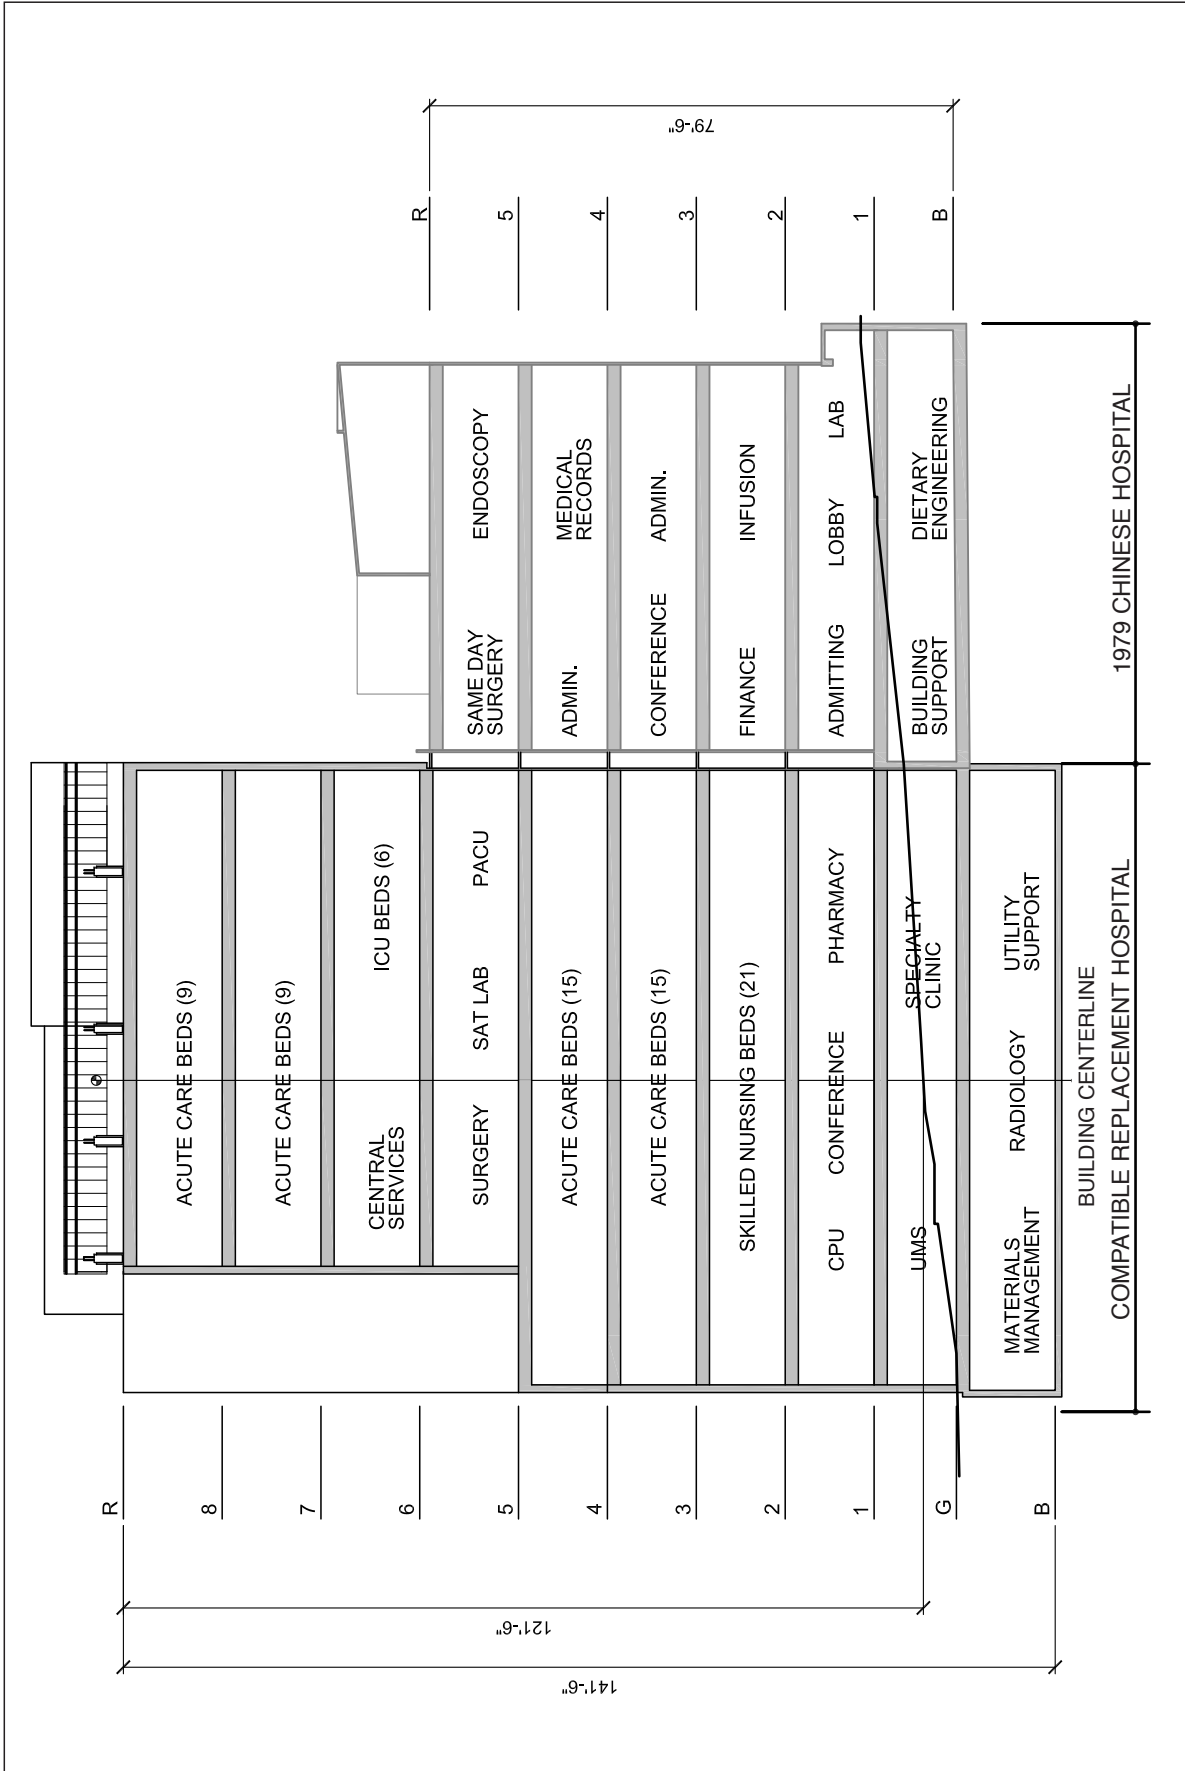 R
8
7
6
5
4
3
2
1
G
B
141'-6"
121'-6"
ACUTE CARE BEDS (9)
ACUTE CARE BEDS (9)
CENTRAL
SERVICES
ICU BEDS (6)
SURGERY
SAT LAB
PACU
ACUTE CARE BEDS (15)
ACUTE CARE BEDS (15)
SKILLED NURSING BEDS (21)
CPU
CONFERENCE
PHARMACY
UMS
SPECIALTY
CLINIC
MATERIALS
MANAGEMENT
RADIOLOGY
UTILITY
SUPPORT
BUILDING CENTERLINE
COMPATIBLE REPLACEMENT HOSPITAL
SAME DAY
SURGERY
ENDOSCOPY
ADMIN.
MEDICAL
RECORDS
CONFERENCE
ADMIN.
FINANCE
INFUSION
ADMITTING
LOBBY
LAB
BUILDING
SUPPORT
DIETARY
ENGINEERING
1979 CHINESE HOSPITAL
R
5
4
3
2
1
B
79'-6"